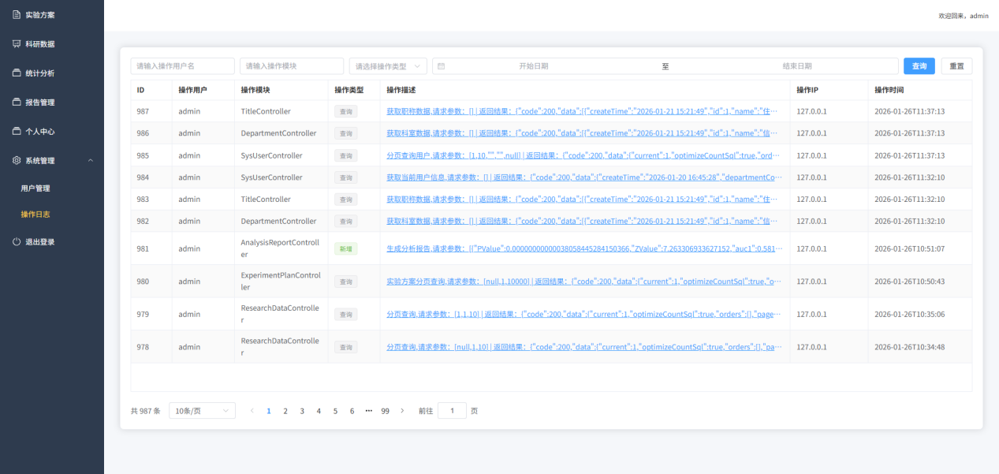 实验方案
科研数据
统计分析
报告管理
个人中心
系统管理
用户管理
操作日志
退出登录
欢迎回来，admin
请输入操作用户名 请输入操作模块 请选择操作类型 开始日期 至 结束日期 查询 重置
ID 操作用户 操作模块 操作类型 操作描述 操作IP 操作时间
987 admin TitleController 查询 获取职称数据,请求参数：[] | 返回结果：{"code":200,"data":[{"createTime":"2026-01-21 15:21:49","id":1,"name":"住… 127.0.0.1 2026-01-26T11:37:13
986 admin DepartmentController 查询 获取科室数据,请求参数：[] | 返回结果：{"code":200,"data":[{"createTime":"2026-01-21 15:21:49","id":1,"name":"信… 127.0.0.1 2026-01-26T11:37:13
985 admin SysUserController 查询 分页查询用户,请求参数：[1,10,"","",null] | 返回结果：{"code":200,"data":{"current":1,"optimizeCountSql":true,"ord… 127.0.0.1 2026-01-26T11:37:13
984 admin SysUserController 查询 获取当前用户信息,请求参数：[] | 返回结果：{"code":200,"data":{"createTime":"2026-01-20 16:45:28","departmentCo… 127.0.0.1 2026-01-26T11:32:10
983 admin TitleController 查询 获取职称数据,请求参数：[] | 返回结果：{"code":200,"data":[{"createTime":"2026-01-21 15:21:49","id":1,"name":"住… 127.0.0.1 2026-01-26T11:32:10
982 admin DepartmentController 查询 获取科室数据,请求参数：[] | 返回结果：{"code":200,"data":[{"createTime":"2026-01-21 15:21:49","id":1,"name":"信… 127.0.0.1 2026-01-26T11:32:10
981 admin AnalysisReportControll
er 新增 生成分析报告,请求参数：[{"PValue":0.00000000000038058445284150366,"ZValue":7.263306933627152,"auc1":0.581… 127.0.0.1 2026-01-26T10:51:07
980 admin ExperimentPlanControl
ler 查询 实验方案分页查询,请求参数：[null,1,10000] | 返回结果：{"code":200,"data":{"current":1,"optimizeCountSql":true,"o… 127.0.0.1 2026-01-26T10:50:43
979 admin ResearchDataControlle
r 查询 分页查询,请求参数：[1,1,10] | 返回结果：{"code":200,"data":{"current":1,"optimizeCountSql":true,"orders":[],"page… 127.0.0.1 2026-01-26T10:35:06
978 admin ResearchDataControlle
r 查询 分页查询,请求参数：[null,1,10] | 返回结果：{"code":200,"data":{"current":1,"optimizeCountSql":true,"orders":[],"pa… 127.0.0.1 2026-01-26T10:34:48
共 987 条 10条/页 1 2 3 4 5 6 ··· 99 前往 1 页